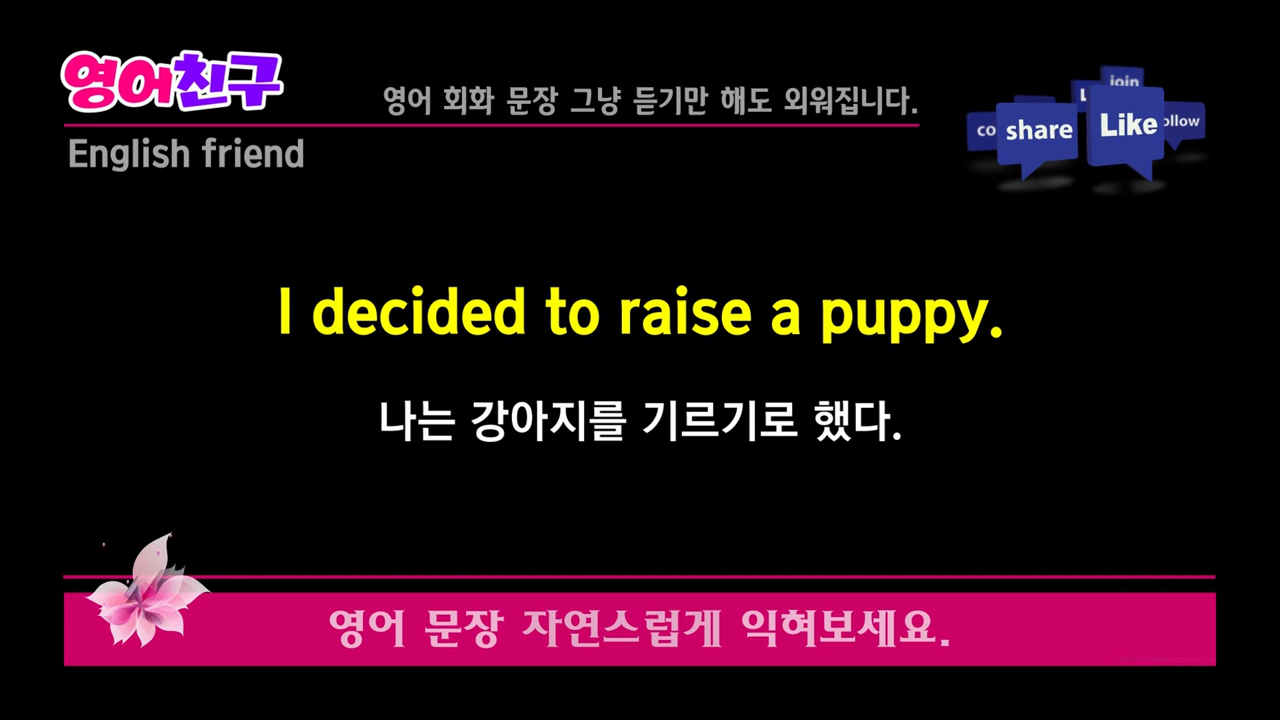 영어친구
영어 회화 문장 그냥 듣기만 해도 외워집니다.
English friend
join
share
Like
I decided to raise a puppy.
나는 강아지를 기르기로 했다.
영어 문장 자연스럽게 익혀보세요.